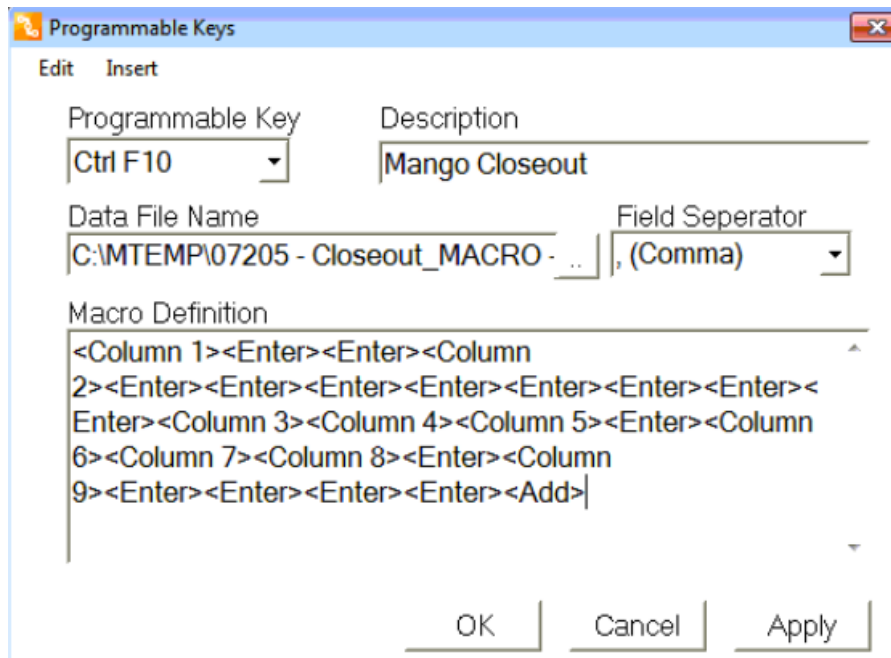 Programmable Keys
Edit Insert
Programmable Key Description
Ctrl F10 Mango Closeout
Data File Name Field Seperator
C:\MTEMP\07205 - Closeout_MACRO - .. , (Comma)
Macro Definition
<Column 1><Enter><Enter><Column
2><Enter><Enter><Enter><Enter><Enter><Enter><
Enter><Column 3><Column 4><Column 5><Enter><Column
6><Column 7><Column 8><Enter><Column
9><Enter><Enter><Enter><Enter><Add>
OK Cancel Apply